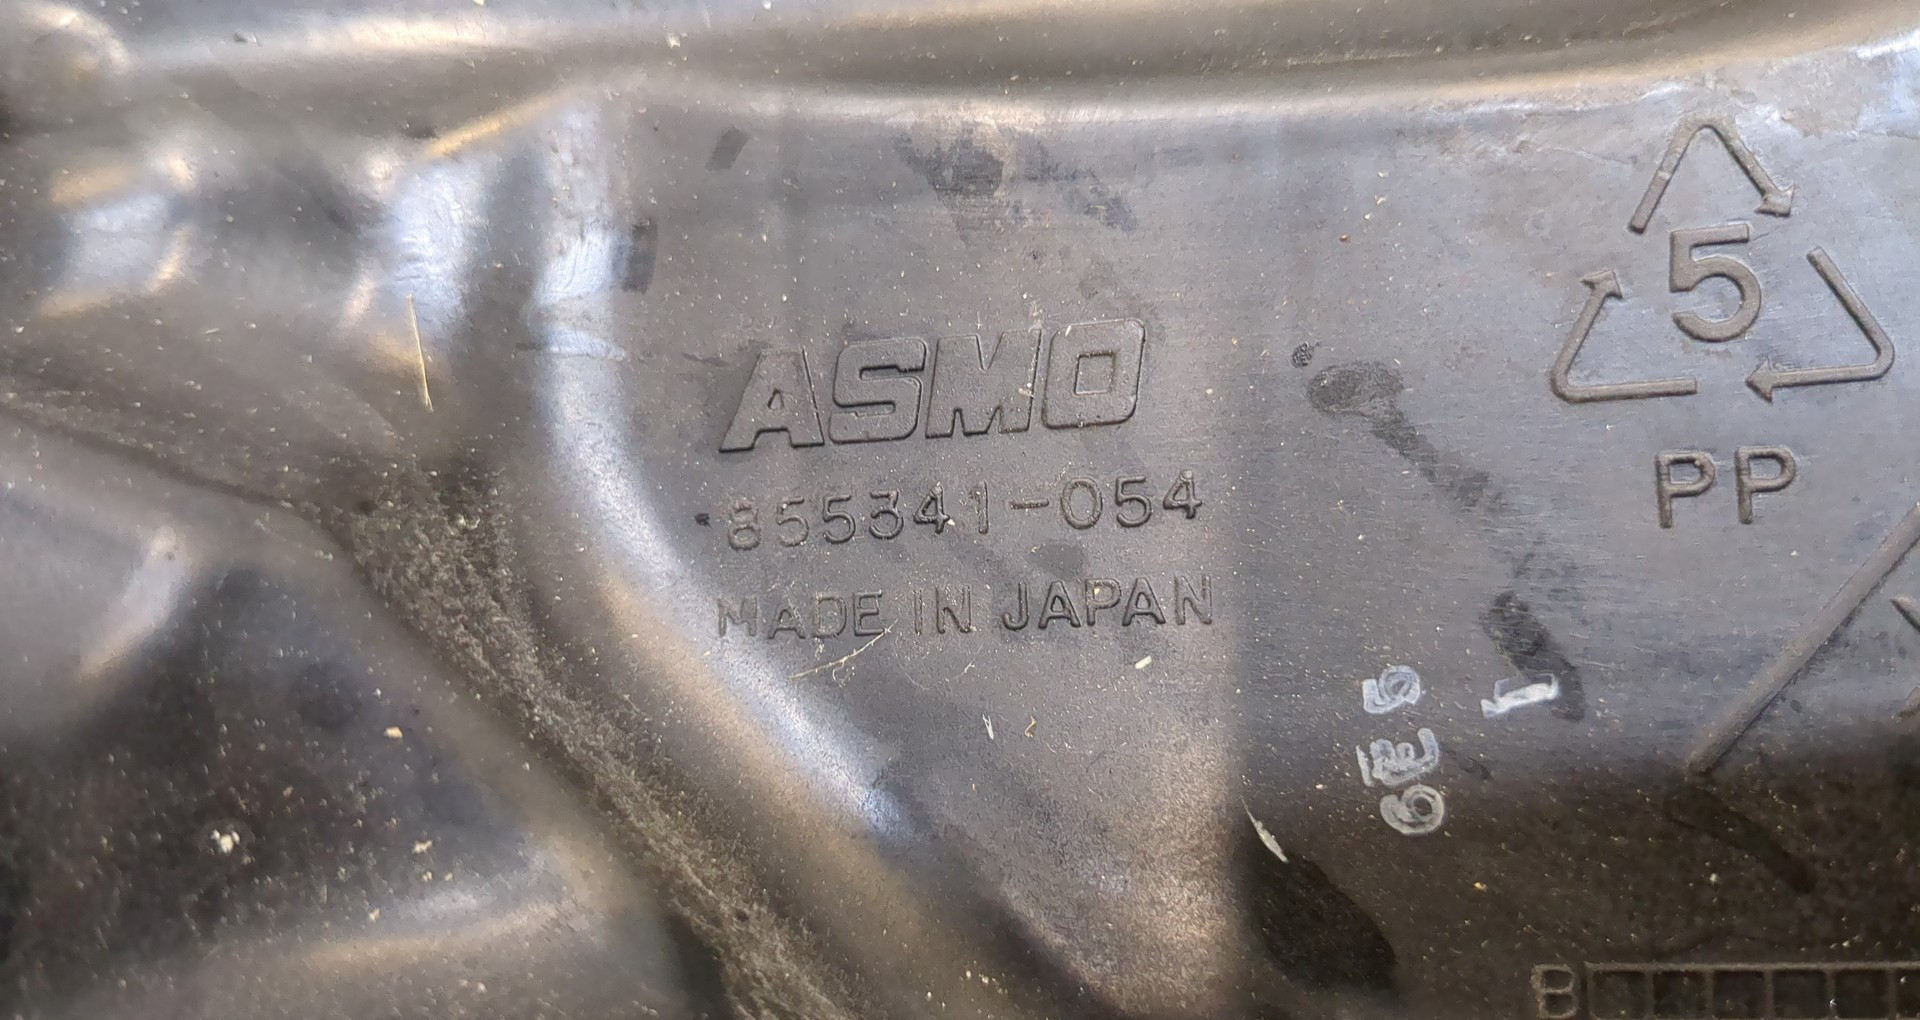 ASMO
855341-054
MADE IN JAPAN
5
PP
B